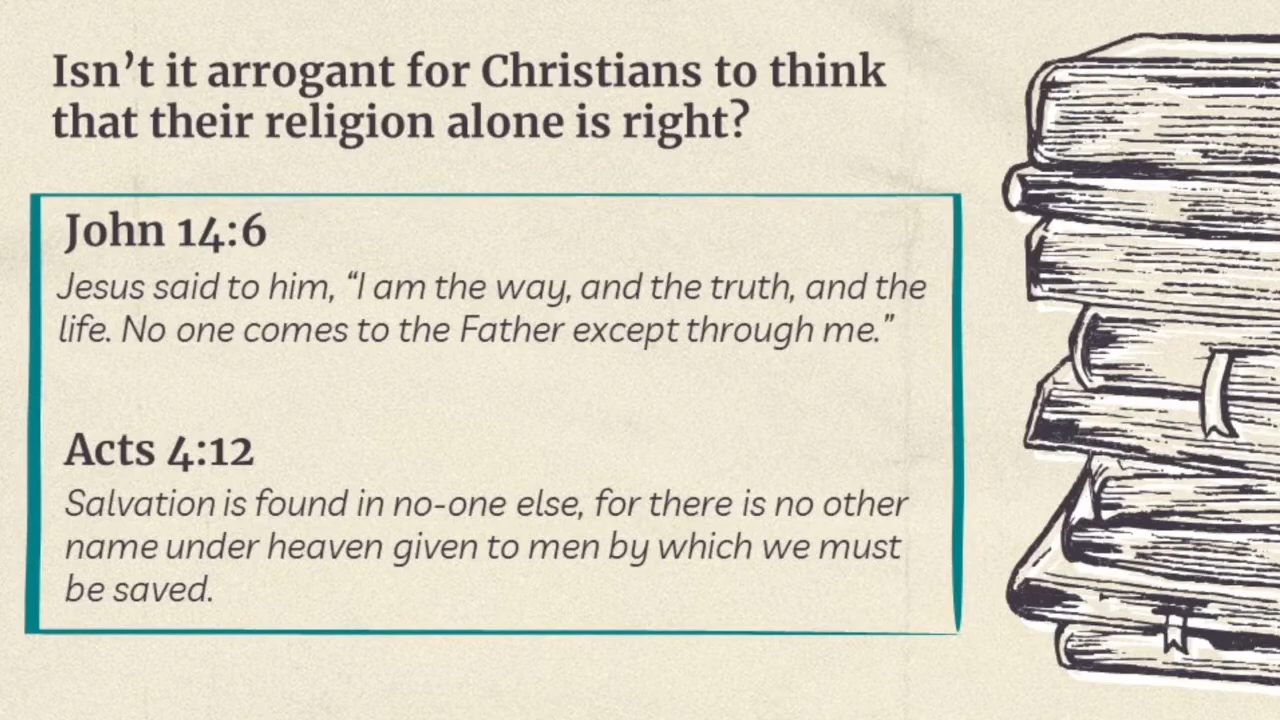 Isn’t it arrogant for Christians to think
that their religion alone is right?
John 14:6
Jesus said to him, “I am the way, and the truth, and the
life. No one comes to the Father except through me.”
Acts 4:12
Salvation is found in no-one else, for there is no other
name under heaven given to men by which we must
be saved.